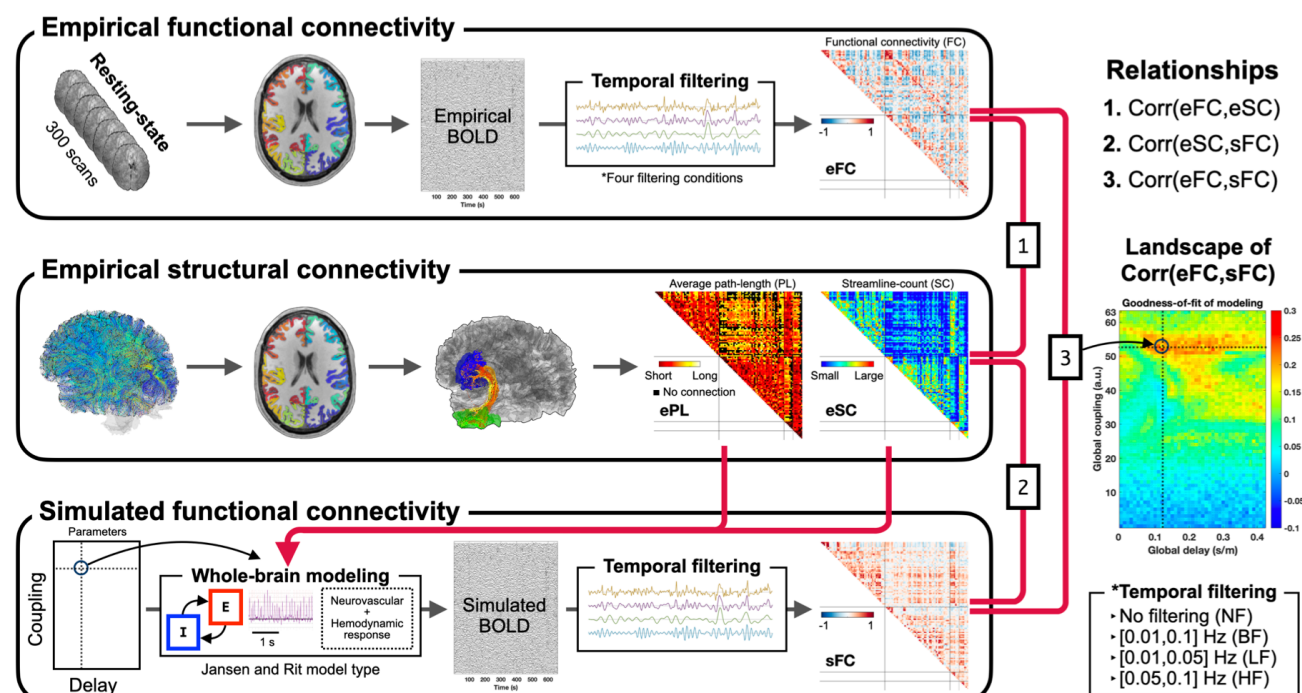 Empirical functional connectivity
Resting-state
300 scans
Empirical
BOLD
100 200 300 400 500 600
Time (s)
Temporal filtering
*Four filtering conditions
Functional connectivity (FC)
-1 1
eFC
Relationships
1. Corr(eFC,eSC)
2. Corr(eSC,sFC)
3. Corr(eFC,sFC)
1
Empirical structural connectivity
Average path-length (PL)
Short Long
■ No connection
ePL
Streamline-count (SC)
Small Large
eSC
2
3
Landscape of
Corr(eFC,sFC)
Goodness-of-fit of modeling
63
60
50
40
30
20
10
Global coupling (a.u.)
0 0.1 0.2 0.3 0.4
Global delay (s/m)
0.3
0.25
0.2
0.15
0.1
0.05
0
-0.05
-0.1
Simulated functional connectivity
Parameters
Coupling
Delay
Whole-brain modeling
E
I
1 s
Neurovascular
+
Hemodynamic
response
Jansen and Rit model type
Simulated
BOLD
100 200 300 400 500 600
Time (s)
Temporal filtering
-1 1
sFC
*Temporal filtering
‣No filtering (NF)
‣[0.01,0.1] Hz (BF)
‣[0.01,0.05] Hz (LF)
‣[0.05,0.1] Hz (HF)